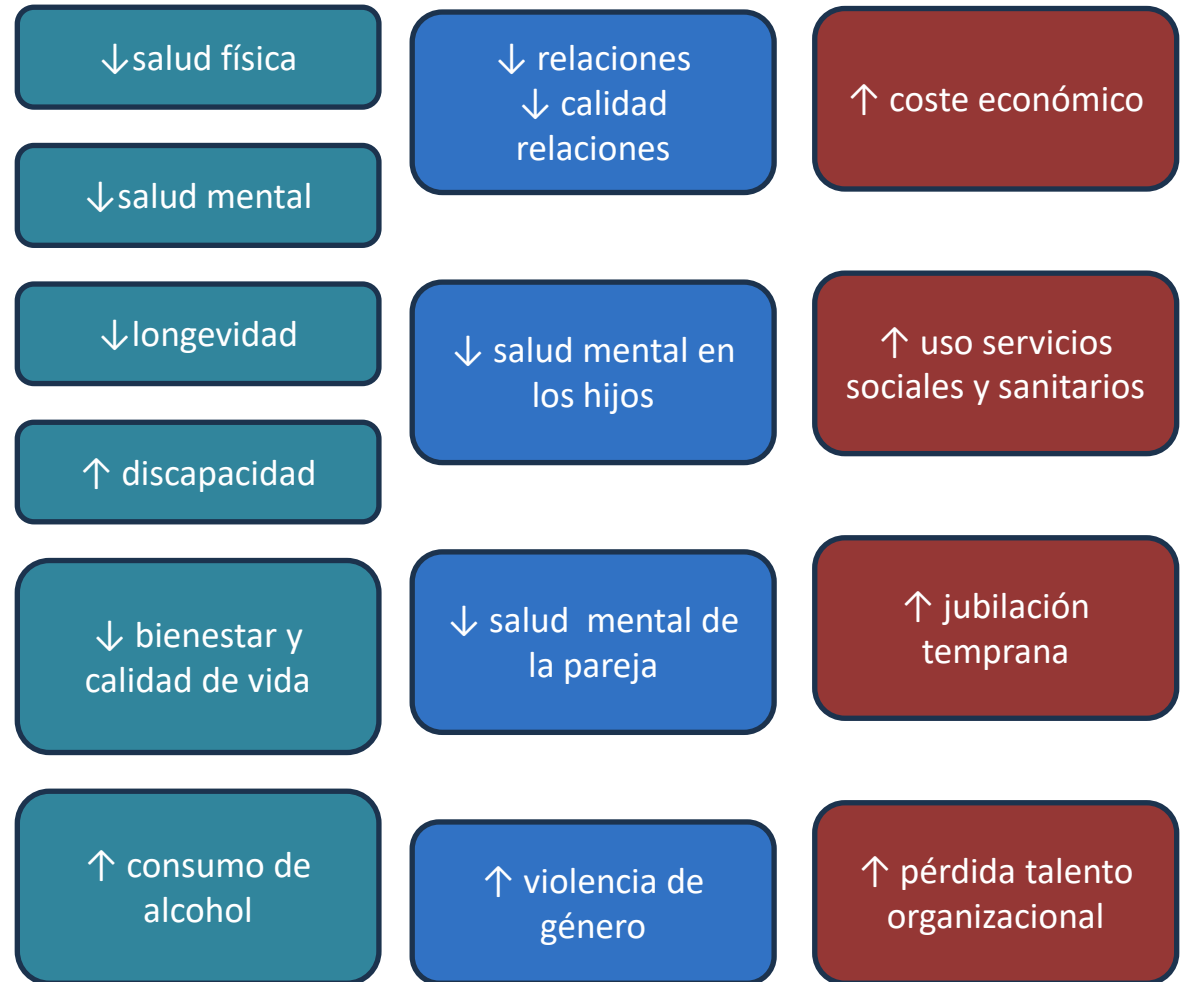 ↓salud física
↓salud mental
↓longevidad
↑ discapacidad
↓ bienestar y
calidad de vida
↑ consumo de
alcohol
↓ relaciones
↓ calidad
relaciones
↓ salud mental en
los hijos
↓ salud  mental de
la pareja
↑ violencia de
género
↑ coste económico
↑ uso servicios
sociales y sanitarios
↑ jubilación
temprana
↑ pérdida talento
organizacional